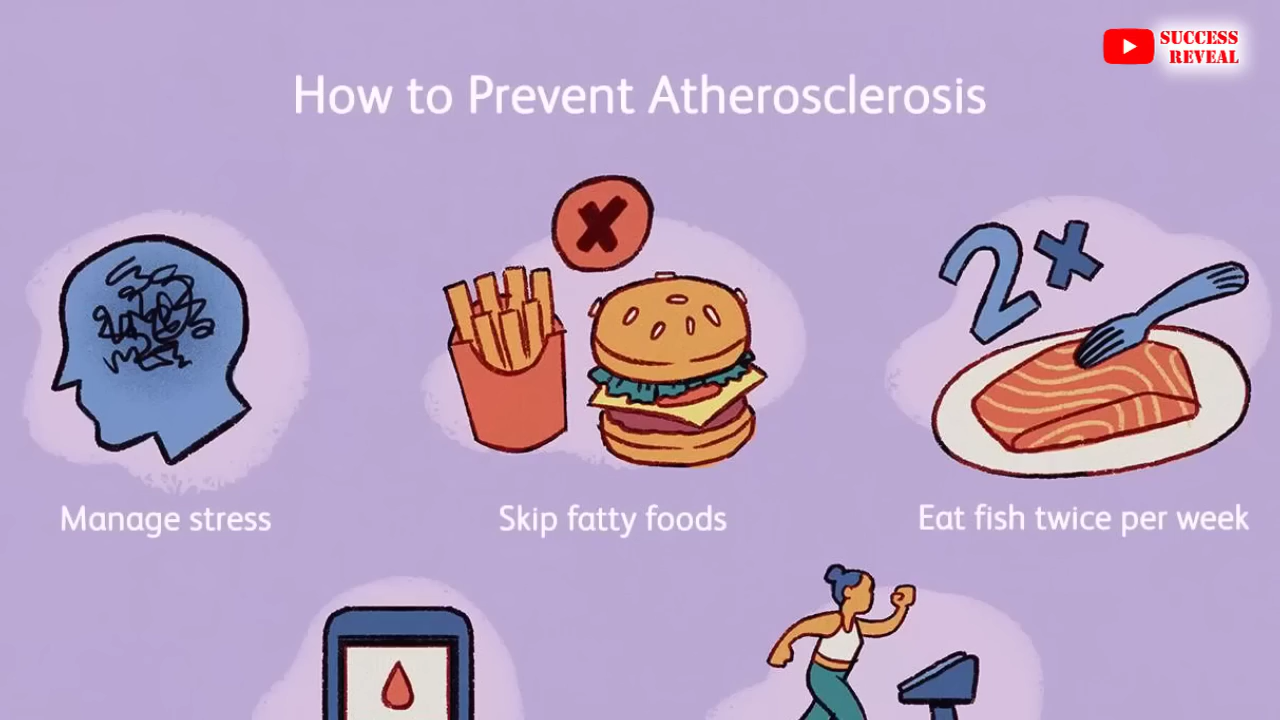 SUCCESS
REVEAL
How to Prevent Atherosclerosis
2x
Manage stress
Skip fatty foods
Eat fish twice per week